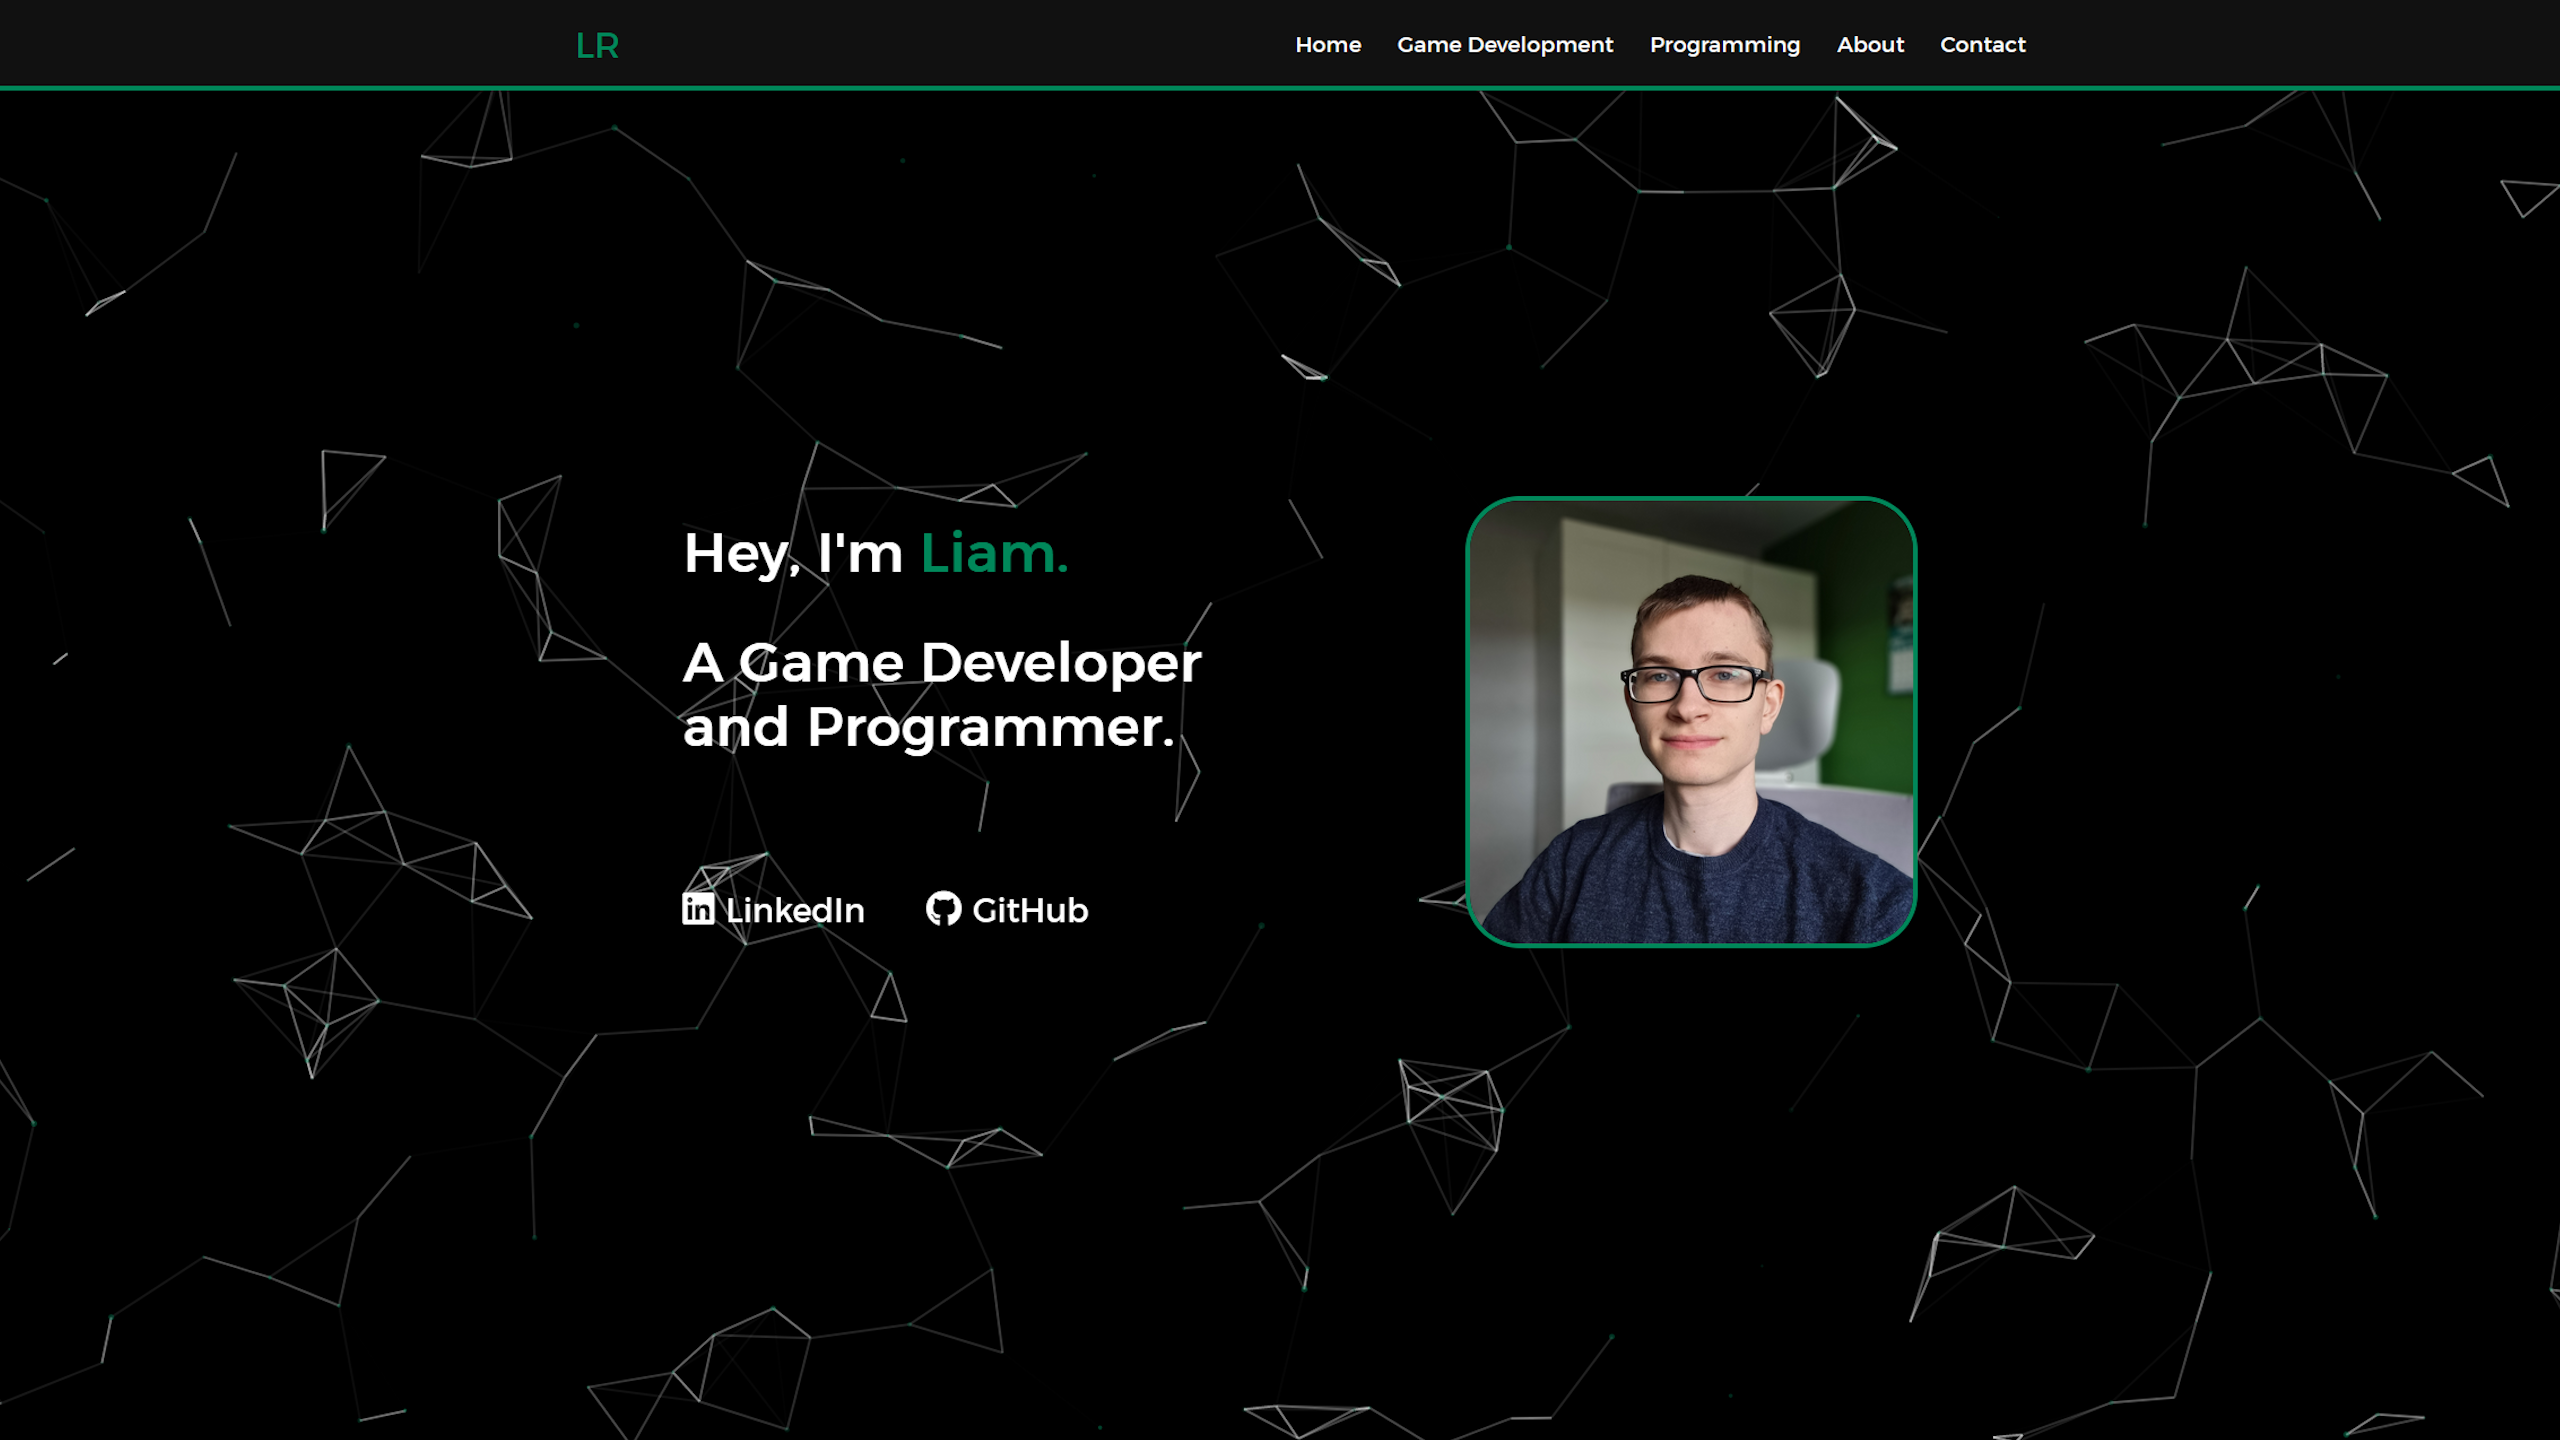 LR
Home Game Development Programming About Contact
Hey, I'm Liam.
A Game Developer
and Programmer.
LinkedIn GitHub